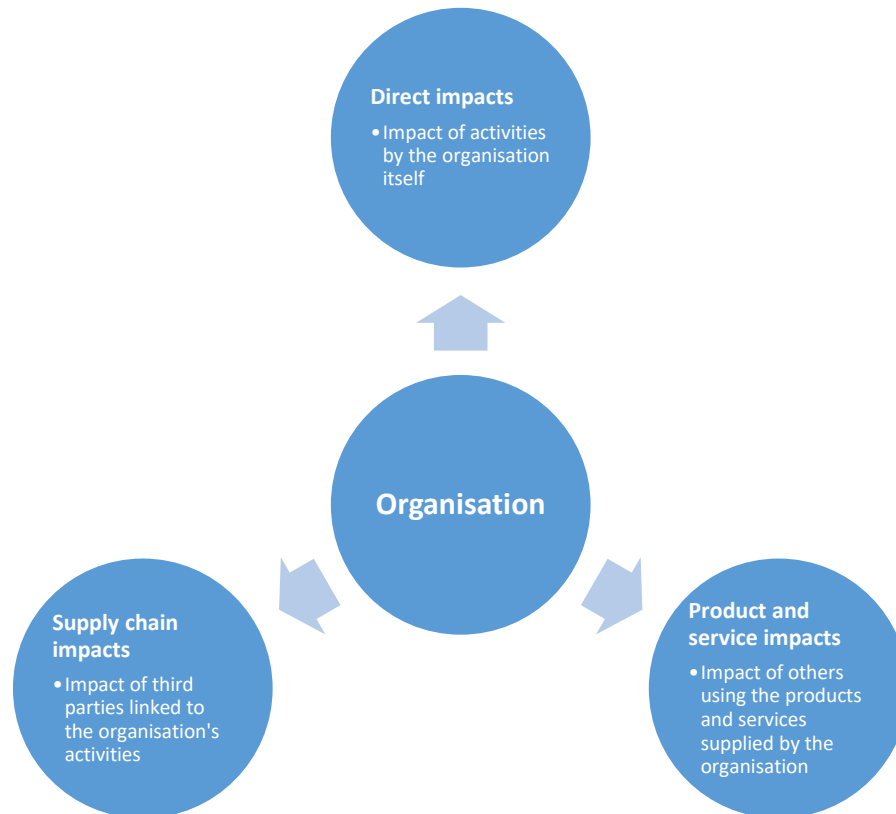 Direct impacts
•Impact of activities
by the organisation
itself
Organisation
Supply chain
impacts
•Impact of third
parties linked to
the organisation's
activities
Product and
service impacts
•Impact of others
using the products
and services
supplied by the
organisation